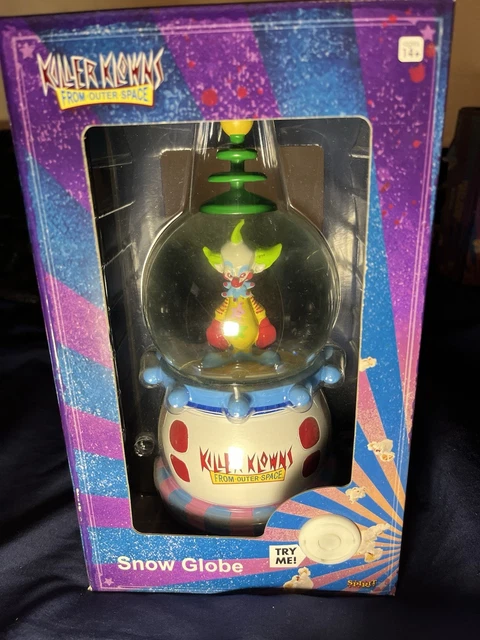 KILLER KLOWNS
FROM OUTER SPACE
14+
KILLER KLOWNS
FROM OUTER SPACE
TRY
ME!
Snow Globe
Spirit